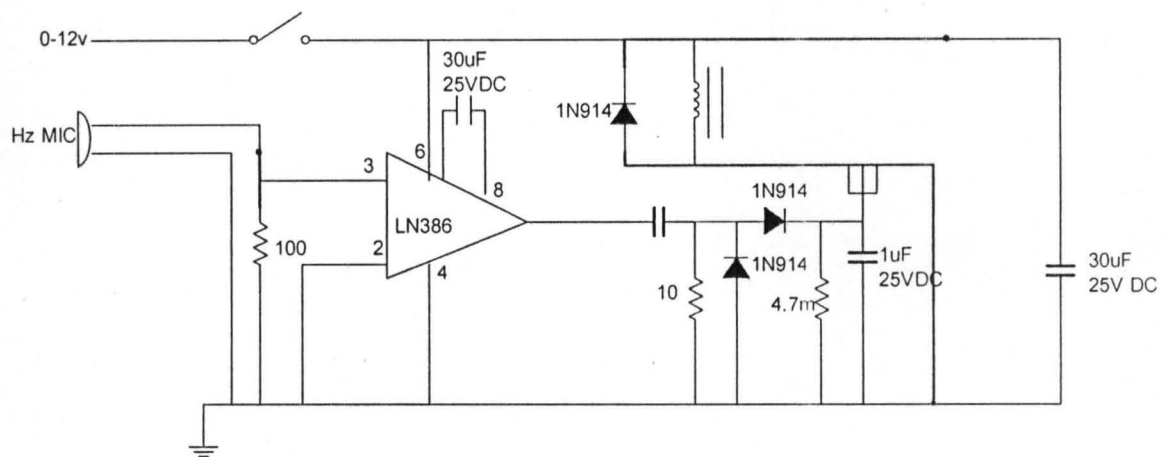 0-12v
30uF
25VDC
1N914
Hz MIC
6
3
8
1N914
LN386
100
2
4
1N914
1uF
25VDC
30uF
25V DC
10
4.7m